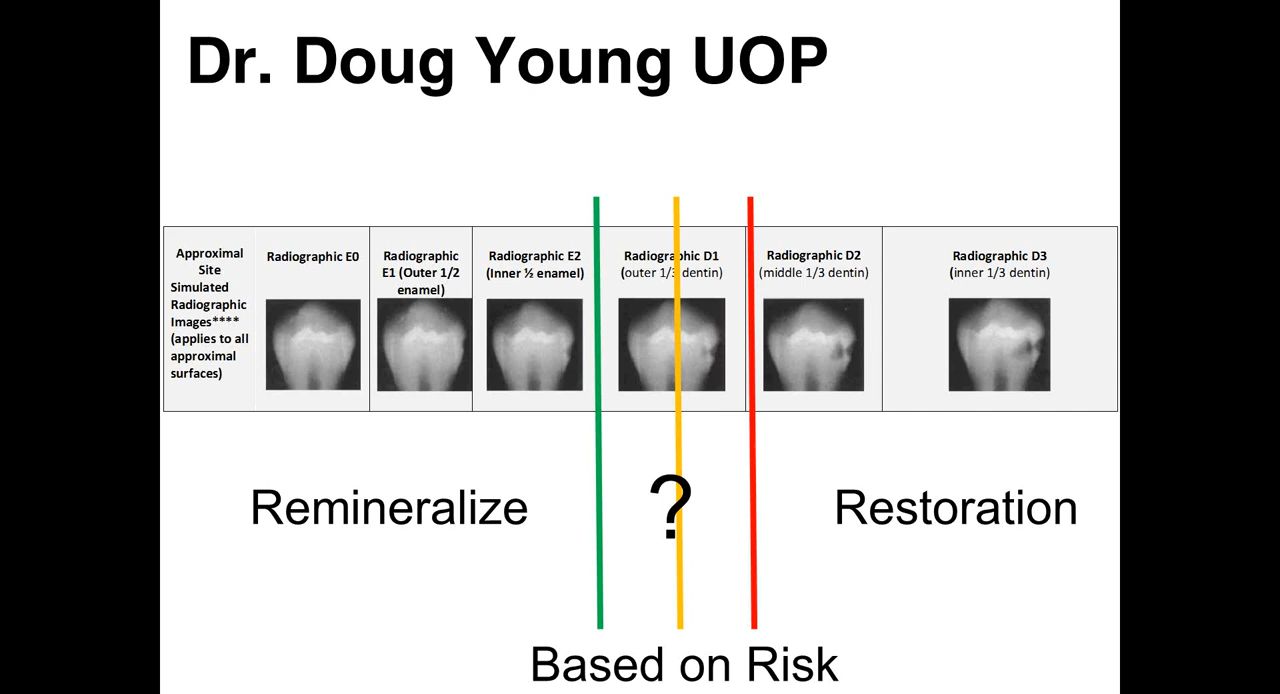 Dr. Doug Young UOP
Approximal
Site
Simulated
Radiographic
Images****
(applies to all
approximal
surfaces)
Radiographic E0
Radiographic
E1 (Outer 1/2
enamel)
Radiographic E2
(Inner ½ enamel)
Radiographic D1
(outer 1/3 dentin)
Radiographic D2
(middle 1/3 dentin)
Radiographic D3
(inner 1/3 dentin)
Remineralize
?
Restoration
Based on Risk